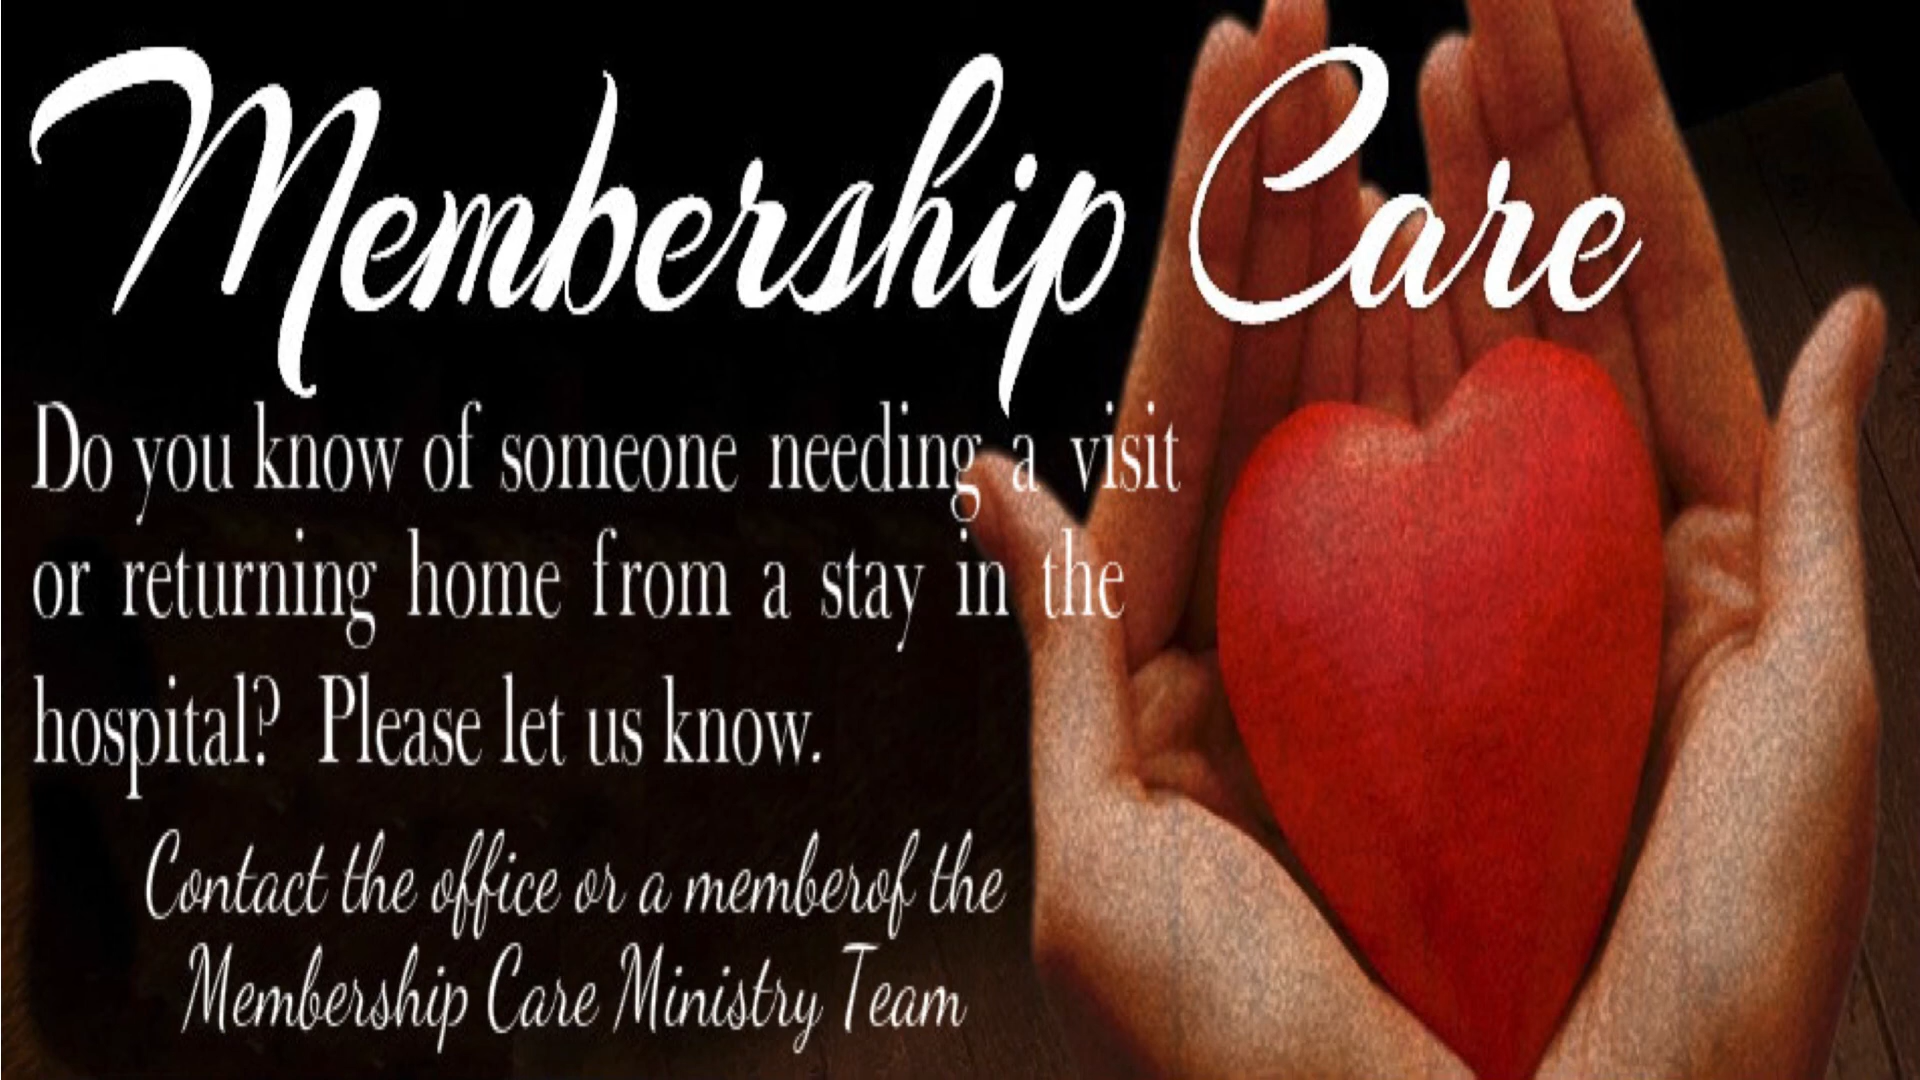 Membership Care
Do you know of someone needing a visit
or returning home from a stay in the
hospital? Please let us know.
Contact the office or a memberof the
Membership Care Ministry Team